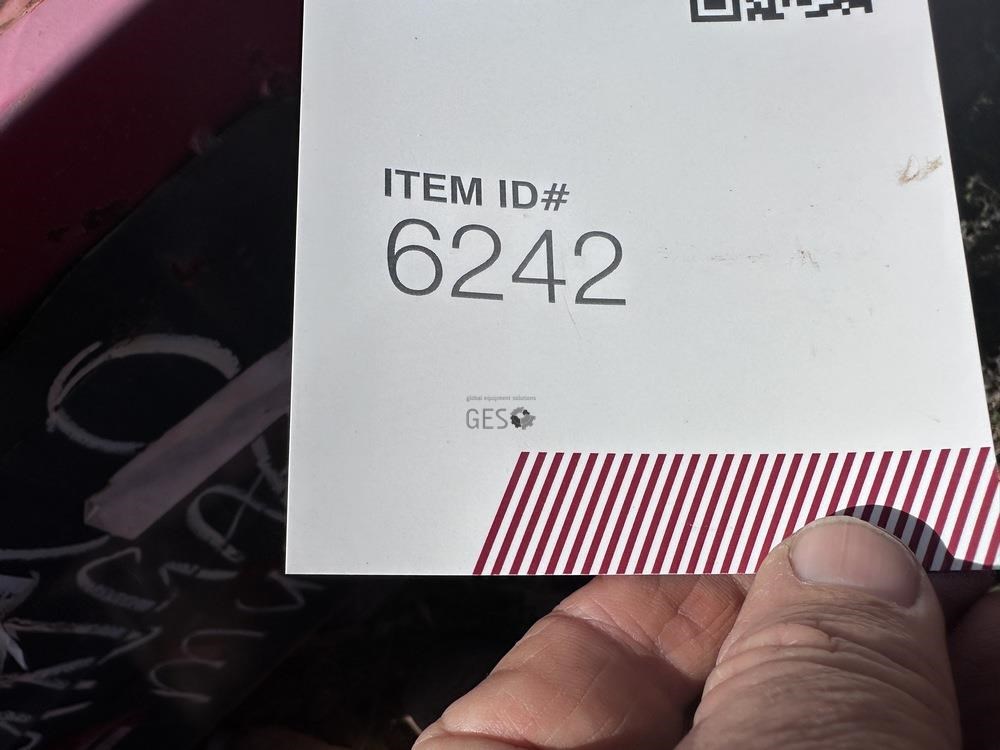 ITEM ID#
6242
global equipment solutions
GES